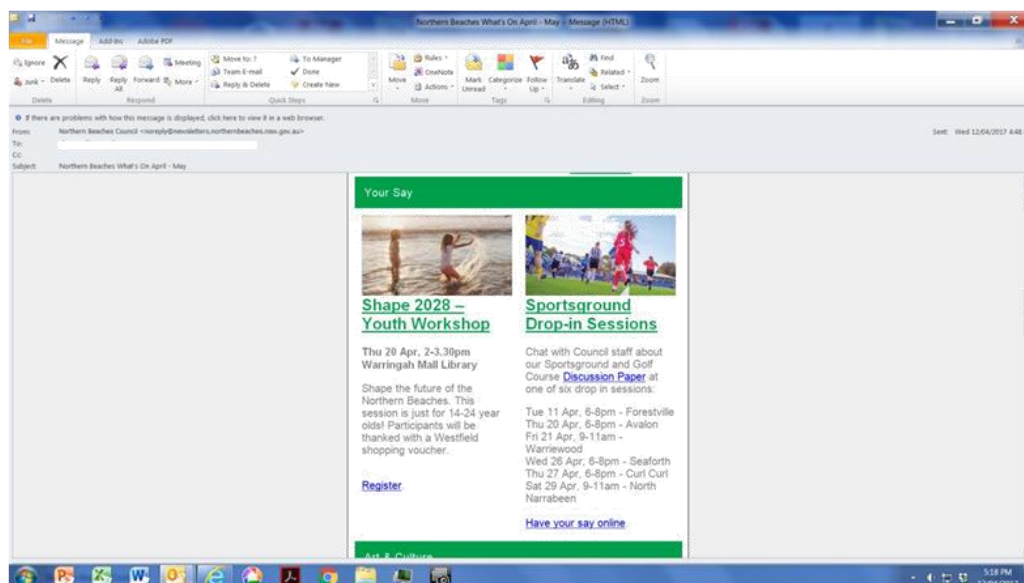 Northern Beaches What's On April - May - Message (HTML)
File Message Add-Ins Adobe PDF
Ignore
Junk
Delete
Reply
Reply All
Forward
Meeting
More
Move to: ?
Team E-mail
Reply & Delete
To Manager
Done
Create New
Move
Rules
OneNote
Actions
Mark Unread
Categorize
Follow Up
Translate
Find
Related
Select
Zoom
Delete Respond Quick Steps Move Tags Editing Zoom
If there are problems with how this message is displayed, click here to view it in a web browser.
From: Northern Beaches Council <noreply@newsletters.northernbeaches.nsw.gov.au>
Sent: Wed 12/04/2017 4:48
To:
Cc:
Subject: Northern Beaches What's On April - May
Your Say
Shape 2028 –
Youth Workshop
Thu 20 Apr, 2-3.30pm
Warringah Mall Library
Shape the future of the
Northern Beaches. This
session is just for 14-24 year
olds! Participants will be
thanked with a Westfield
shopping voucher.
Register
Sportsground
Drop-in Sessions
Chat with Council staff about
our Sportsground and Golf
Course Discussion Paper at
one of six drop in sessions:
Tue 11 Apr, 6-8pm - Forestville
Thu 20 Apr, 6-8pm - Avalon
Fri 21 Apr, 9-11am -
Warriewood
Wed 26 Apr, 6-8pm - Seaforth
Thu 27 Apr, 6-8pm - Curl Curl
Sat 29 Apr, 9-11am - North
Narrabeen
Have your say online
Art & Culture
5:18 PM